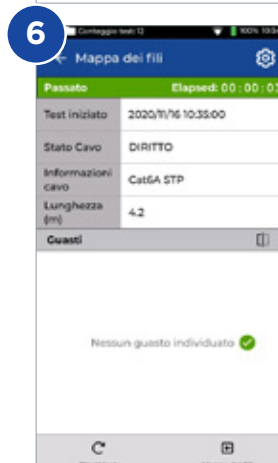 6
Conteggio test: 12
100%
← Mappa dei fili
Passato Elapsed: 00 : 00 : 03
Test iniziato 2020/11/16 10:35:00
Stato Cavo DIRITTO
Informazioni cavo Cat6A STP
Lunghezza (m) 4.2
Guasti
Nessun guasto individuato